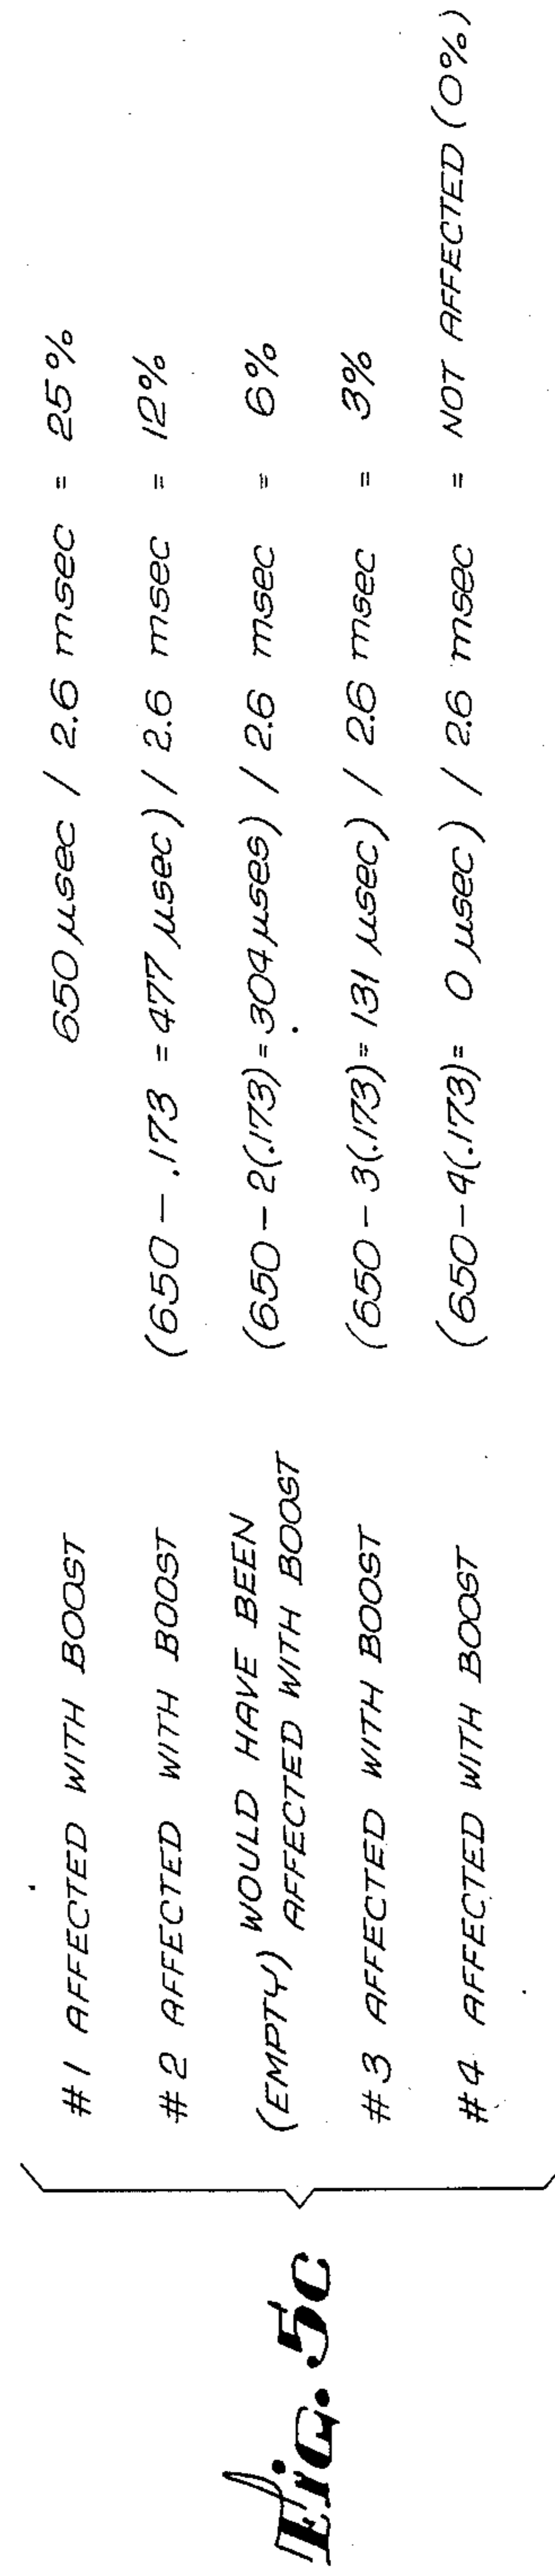 Fig. 5c
#1 AFFECTED WITH BOOST 650 µsec / 2.6 msec = 25%
#2 AFFECTED WITH BOOST (650 - .173 = 477 µsec) / 2.6 msec = 12%
(EMPTY) WOULD HAVE BEEN
AFFECTED WITH BOOST (650 - 2(.173) = 304 µses) / 2.6 msec = 6%
#3 AFFECTED WITH BOOST (650 - 3(.173) = 131 µsec) / 2.6 msec = 3%
#4 AFFECTED WITH BOOST (650 - 4(.173) = 0 µsec) / 2.6 msec = NOT AFFECTED (0%)